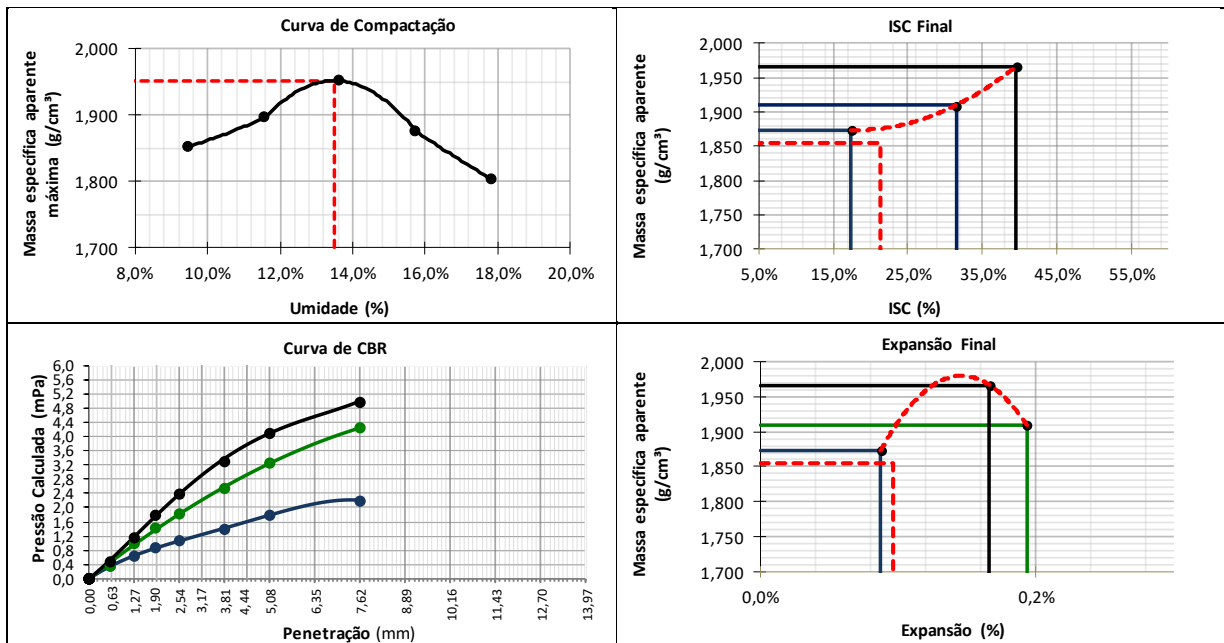 Curva de Compactação
Massa específica aparente
máxima (g/cm³)
2,000
1,900
1,800
1,700
8,0% 10,0% 12,0% 14,0% 16,0% 18,0% 20,0%
Umidade (%)
ISC Final
Massa específica aparente
(g/cm³)
2,000
1,950
1,900
1,850
1,800
1,750
1,700
5,0% 15,0% 25,0% 35,0% 45,0% 55,0%
ISC (%)
Curva de CBR
Pressão Calculada (mPa)
6,0
5,6
5,2
4,8
4,4
4,0
3,6
3,2
2,8
2,4
2,0
1,6
1,2
0,8
0,4
0,0
0,00 0,63 1,27 1,90 2,54 3,17 3,81 4,44 5,08 6,35 7,62 8,89 10,16 11,43 12,70 13,97
Penetração (mm)
Expansão Final
Massa específica aparente
(g/cm³)
2,000
1,950
1,900
1,850
1,800
1,750
1,700
0,0% 0,2%
Expansão (%)